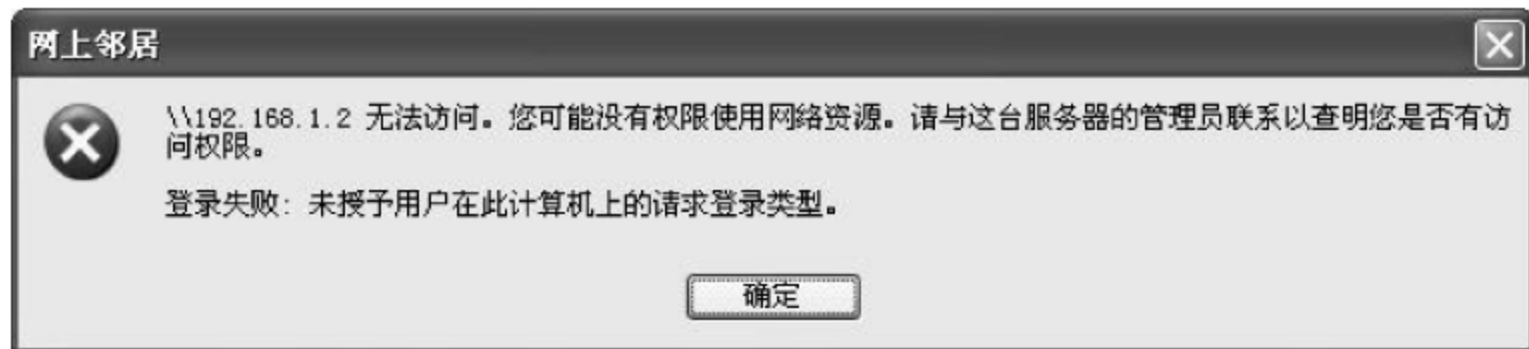 网上邻居
\\192.168.1.2 无法访问。您可能没有权限使用网络资源。请与这台服务器的管理员联系以查明您是否有访
问权限。
登录失败: 未授予用户在此计算机上的请求登录类型。
确定